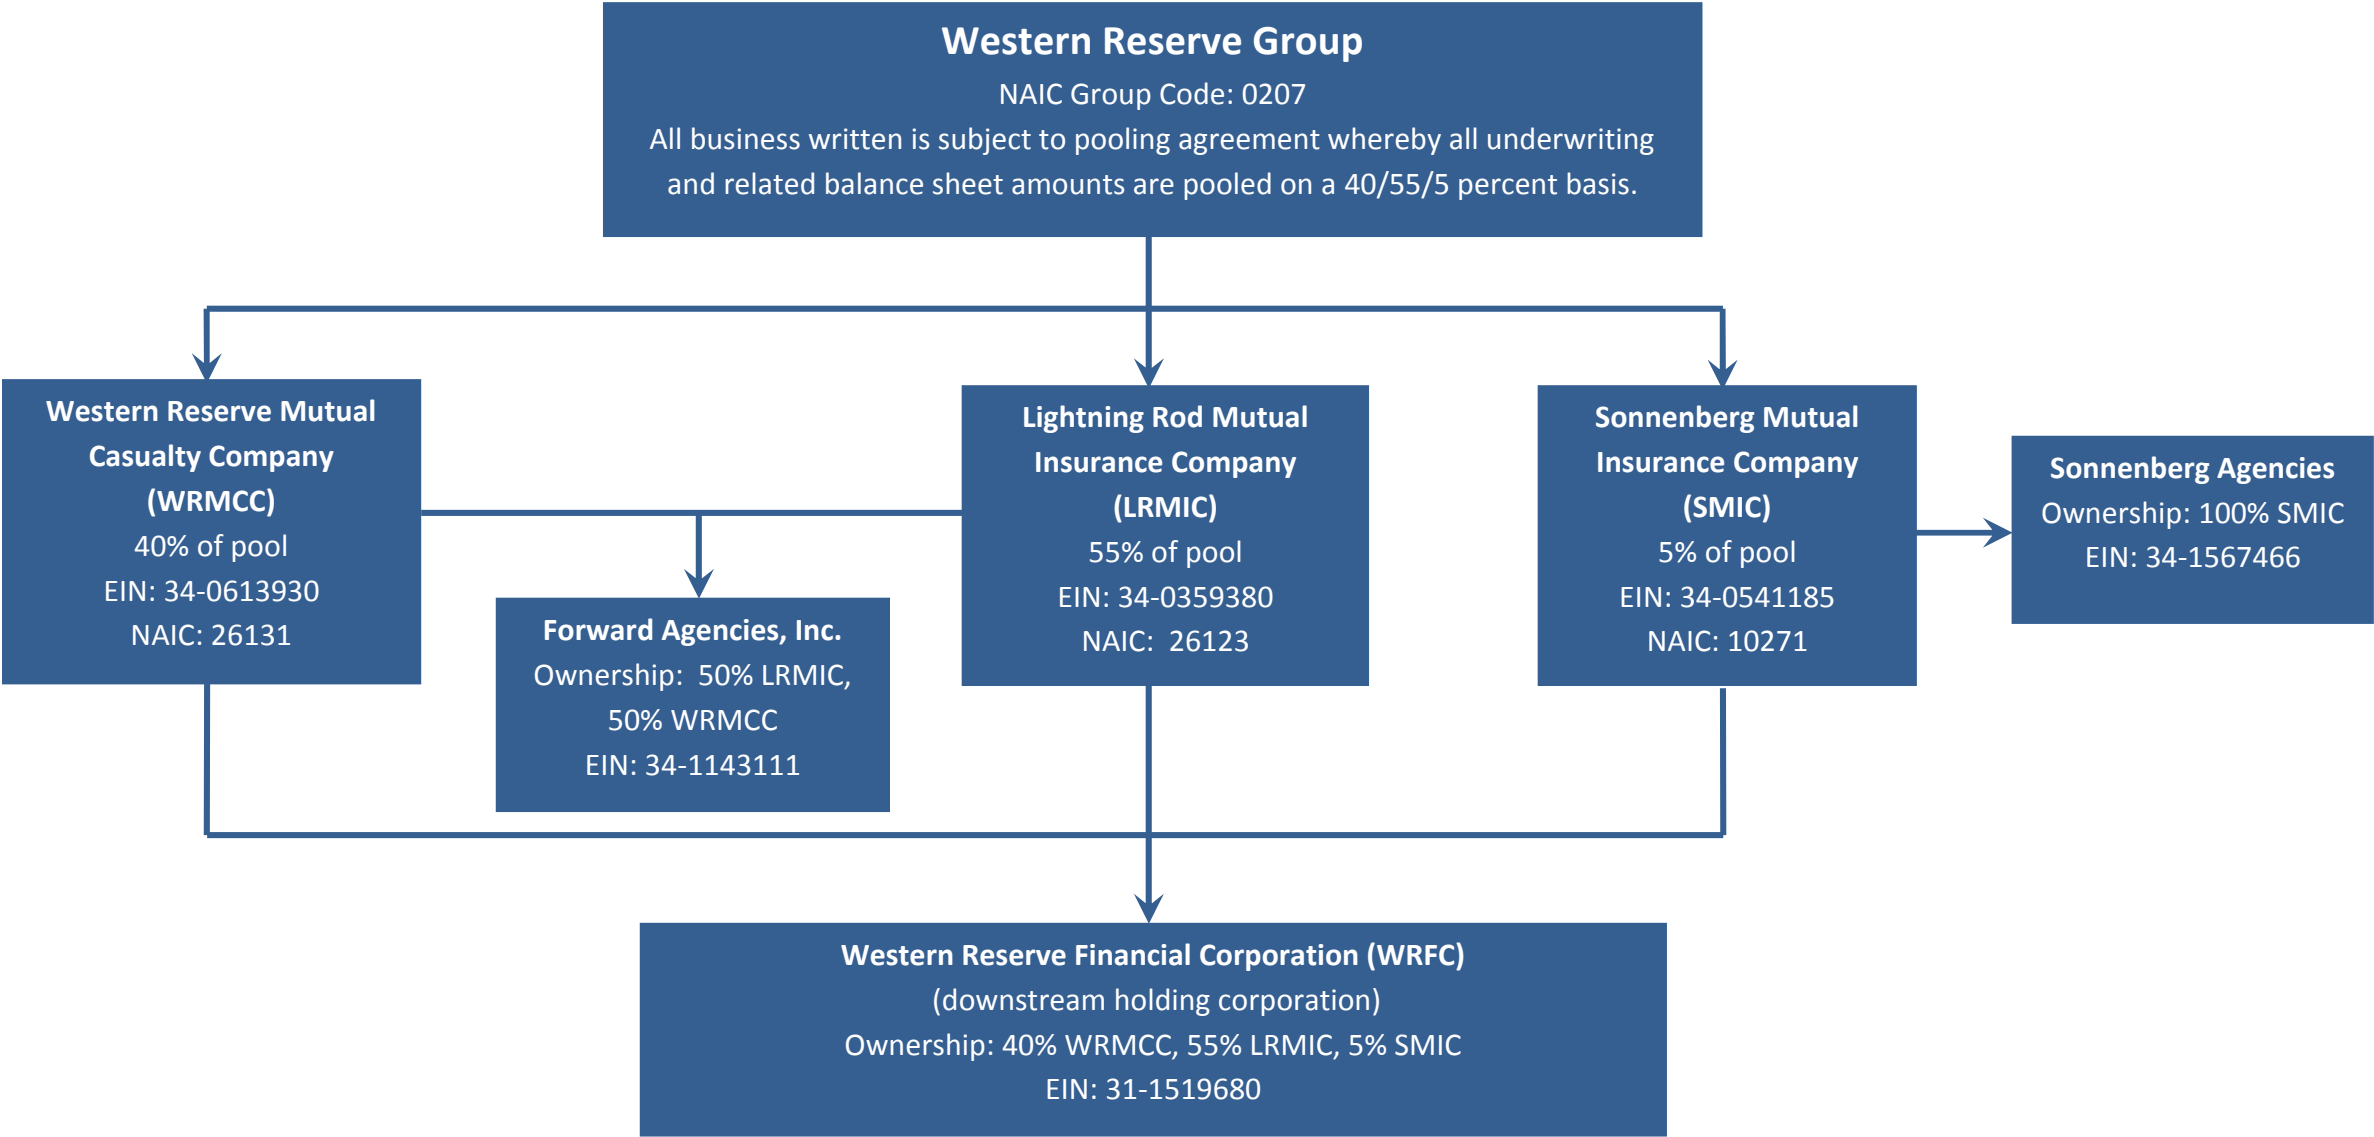 Western Reserve Group
NAIC Group Code: 0207
All business written is subject to pooling agreement whereby all underwriting
and related balance sheet amounts are pooled on a 40/55/5 percent basis.
Western Reserve Mutual
Casualty Company
(WRMCC)
40% of pool
EIN: 34-0613930
NAIC: 26131
Forward Agencies, Inc.
Ownership:  50% LRMIC,
50% WRMCC
EIN: 34-1143111
Lightning Rod Mutual
Insurance Company
(LRMIC)
55% of pool
EIN: 34-0359380
NAIC:  26123
Sonnenberg Mutual
Insurance Company
(SMIC)
5% of pool
EIN: 34-0541185
NAIC: 10271
Sonnenberg Agencies
Ownership: 100% SMIC
EIN: 34-1567466
Western Reserve Financial Corporation (WRFC)
(downstream holding corporation)
Ownership: 40% WRMCC, 55% LRMIC, 5% SMIC
EIN: 31-1519680